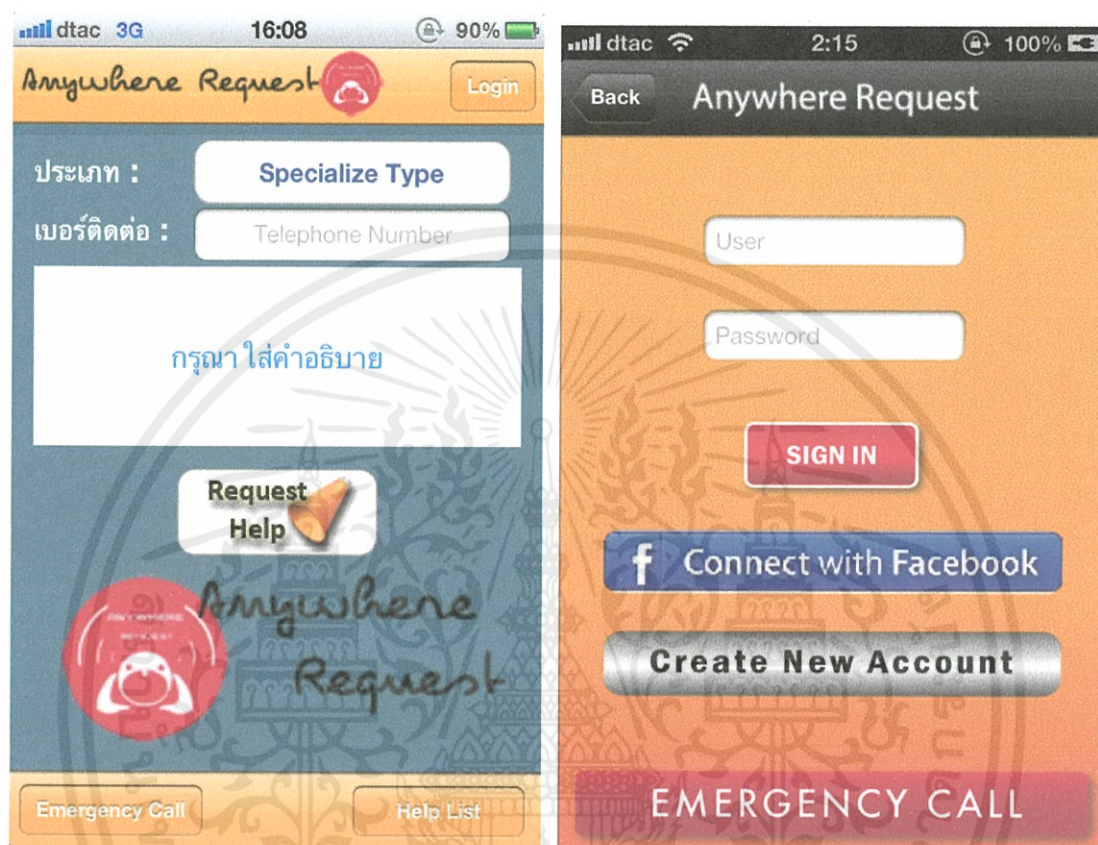 dtac 3G 16:08 90%
Anywhere Request Login
ประเภท : Specialize Type
เบอร์ติดต่อ : Telephone Number
กรุณา ใส่คำอธิบาย
Request
Help
Anywhere
Request
Emergency Call Help List
dtac 2:15 100%
Back Anywhere Request
User
Password
SIGN IN
f Connect with Facebook
Create New Account
EMERGENCY CALL